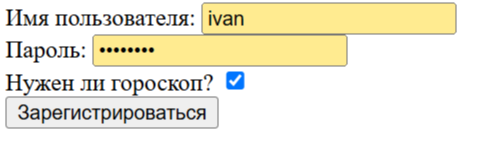 Имя пользователя: ivan
Пароль: ••••••••
Нужен ли гороскоп?
Зарегистрироваться